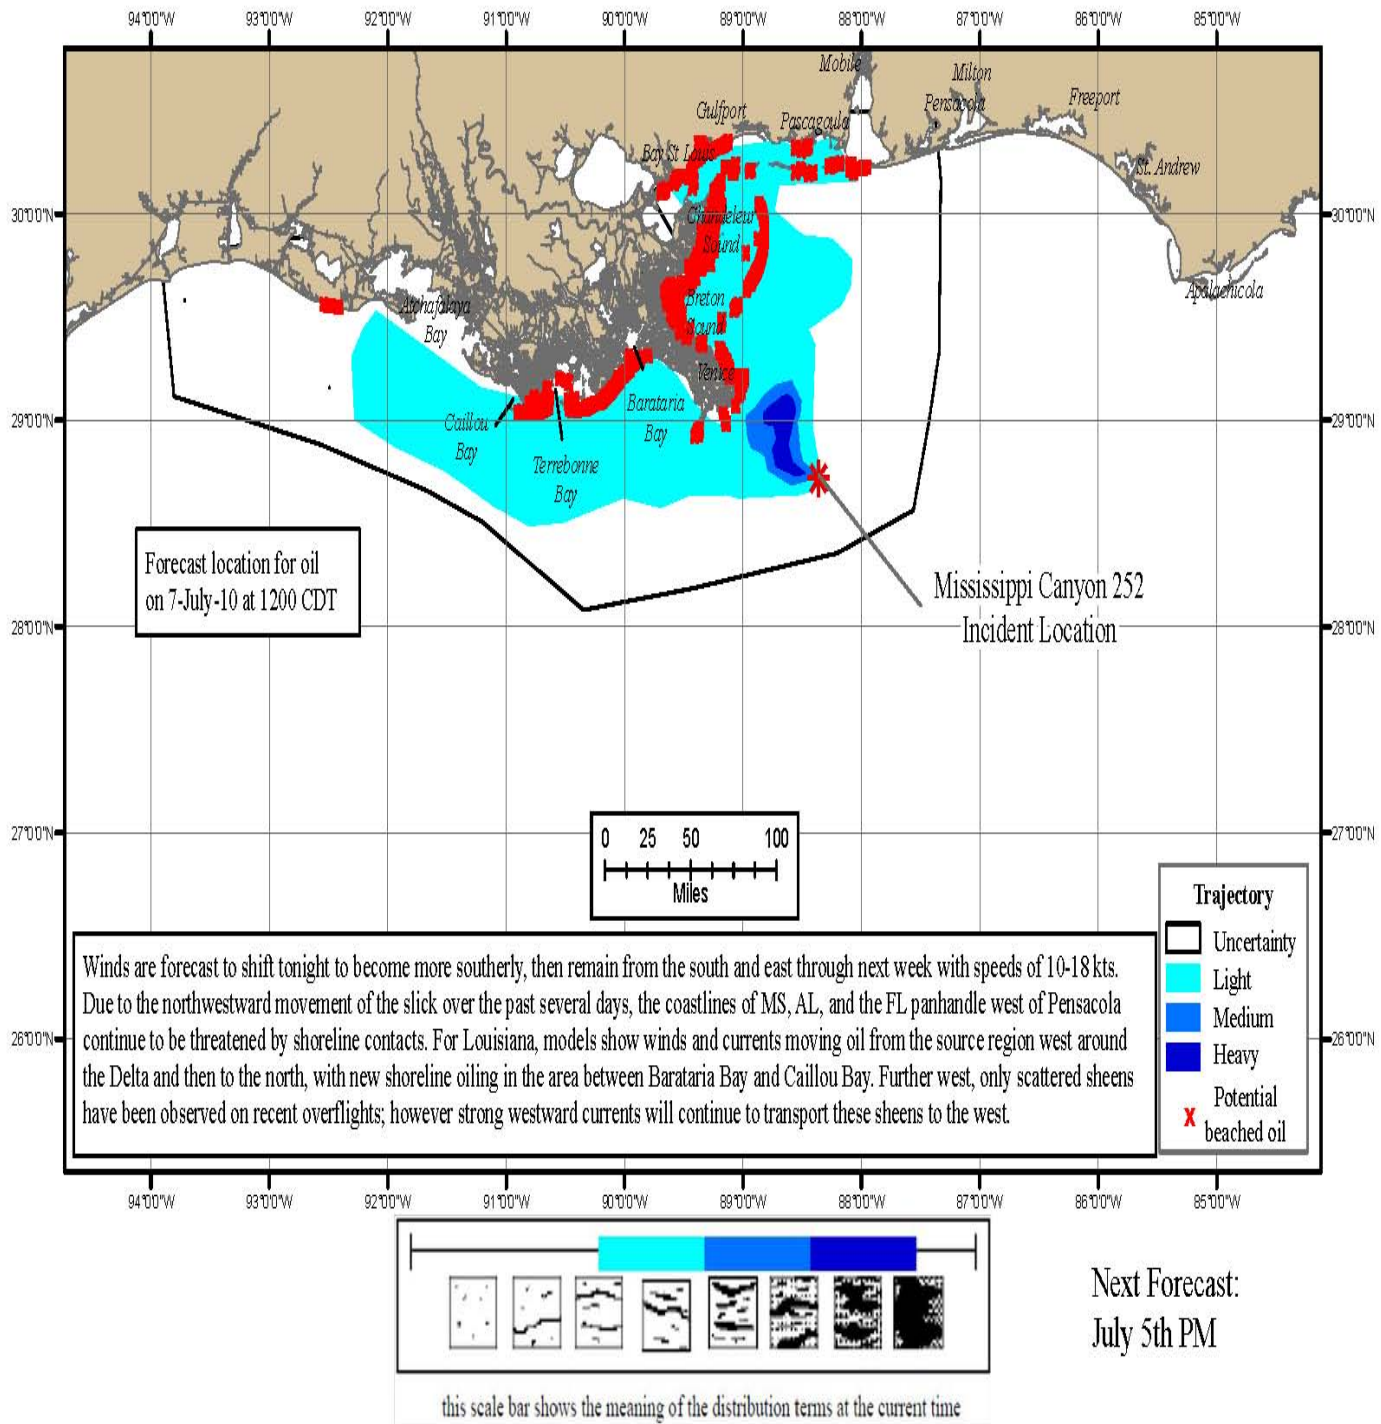 94°0'0"W 93°0'0"W 92°0'0"W 91°0'0"W 90°0'0"W 89°0'0"W 88°0'0"W 87°0'0"W 86°0'0"W 85°0'0"W
Mobile
Milton
Pensacola
Freeport
Gulfport
Pascagoula
Bay St Louis
St. Andrew
30°0'0"N
30°0'0"N
Chandeleur
Sound
Apalachicola
Atchafalaya
Bay
Breton
Sound
Venice
29°0'0"N
29°0'0"N
Caillou
Bay
Barataria
Bay
Terrebonne
Bay
Forecast location for oil
on 7-July-10 at 1200 CDT
Mississippi Canyon 252
Incident Location
28°0'0"N
28°0'0"N
27°0'0"N
27°0'0"N
0 25 50 100
Miles
Trajectory
Uncertainty
Light
Medium
Heavy
Potential
beached oil
26°0'0"N
26°0'0"N
Winds are forecast to shift tonight to become more southerly, then remain from the south and east through next week with speeds of 10-18 kts.
Due to the northwestward movement of the slick over the past several days, the coastlines of MS, AL, and the FL panhandle west of Pensacola
continue to be threatened by shoreline contacts. For Louisiana, models show winds and currents moving oil from the source region west around
the Delta and then to the north, with new shoreline oiling in the area between Barataria Bay and Caillou Bay. Further west, only scattered sheens
have been observed on recent overflights; however strong westward currents will continue to transport these sheens to the west.
94°0'0"W 93°0'0"W 92°0'0"W 91°0'0"W 90°0'0"W 89°0'0"W 88°0'0"W 87°0'0"W 86°0'0"W 85°0'0"W
Next Forecast:
July 5th PM
this scale bar shows the meaning of the distribution terms at the current time